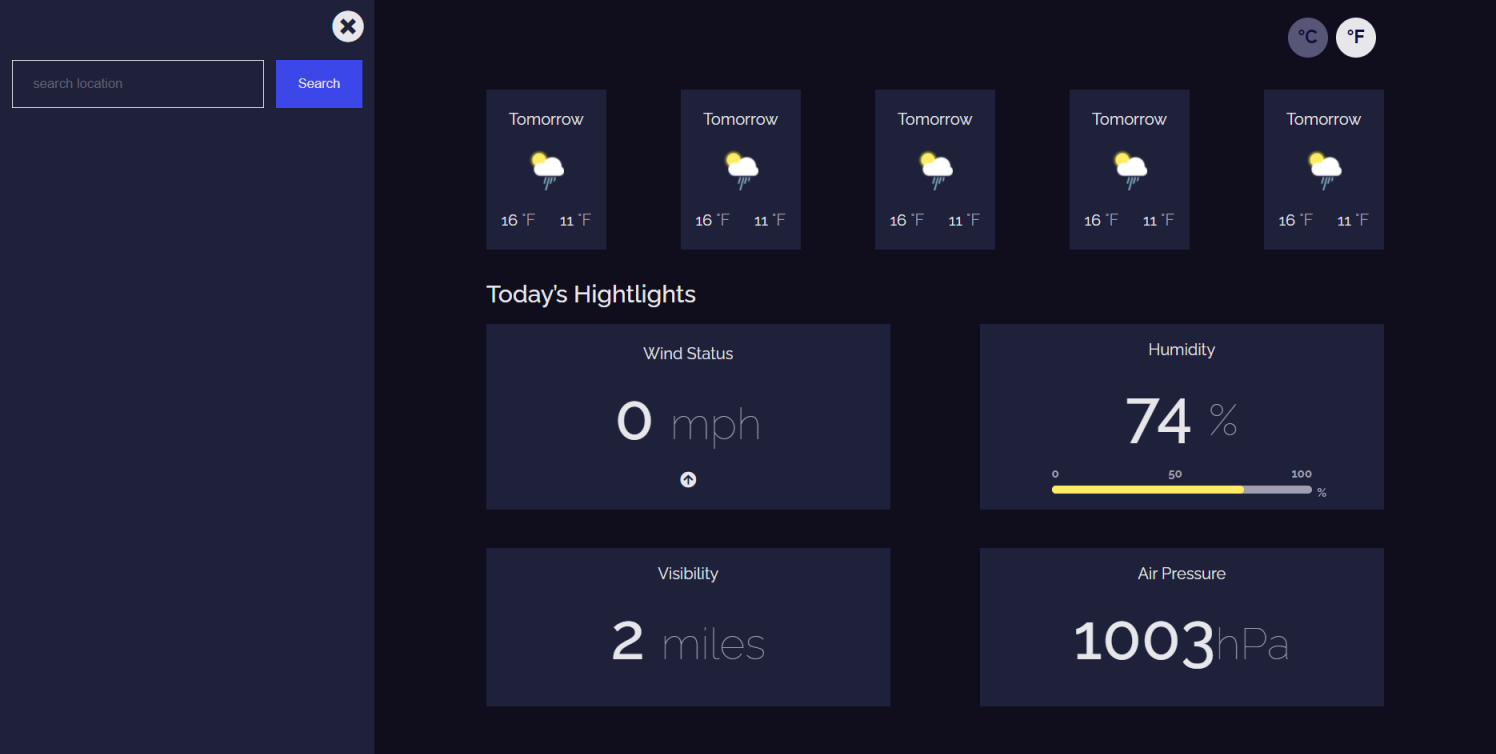 °C °F
search location Search
Tomorrow Tomorrow Tomorrow Tomorrow Tomorrow
16 °F 11 °F 16 °F 11 °F 16 °F 11 °F 16 °F 11 °F 16 °F 11 °F
Today's Hightlights
Wind Status
0 mph
Humidity
74 %
0 50 100
%
Visibility
2 miles
Air Pressure
1003hPa